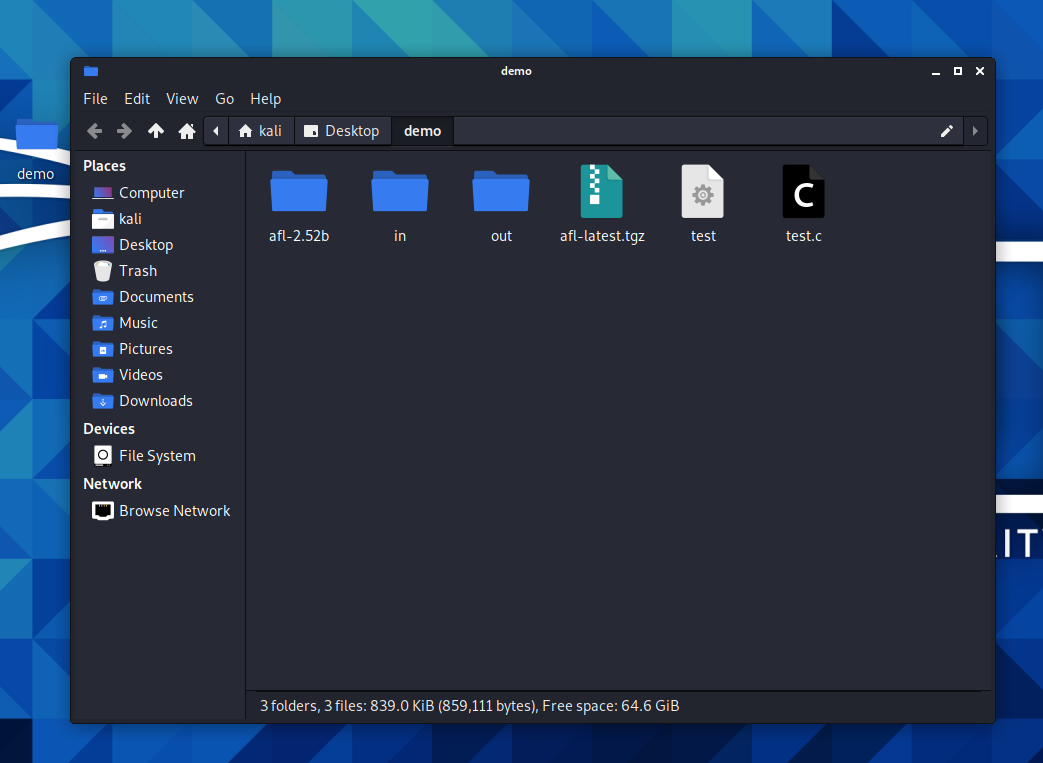 demo
File Edit View Go Help
kali Desktop demo
demo
Places
Computer
kali
Desktop
Trash
Documents
Music
Pictures
Videos
Downloads
Devices
File System
Network
Browse Network
afl-2.52b in out afl-latest.tgz test test.c
C
3 folders, 3 files: 839.0 KiB (859,111 bytes), Free space: 64.6 GiB